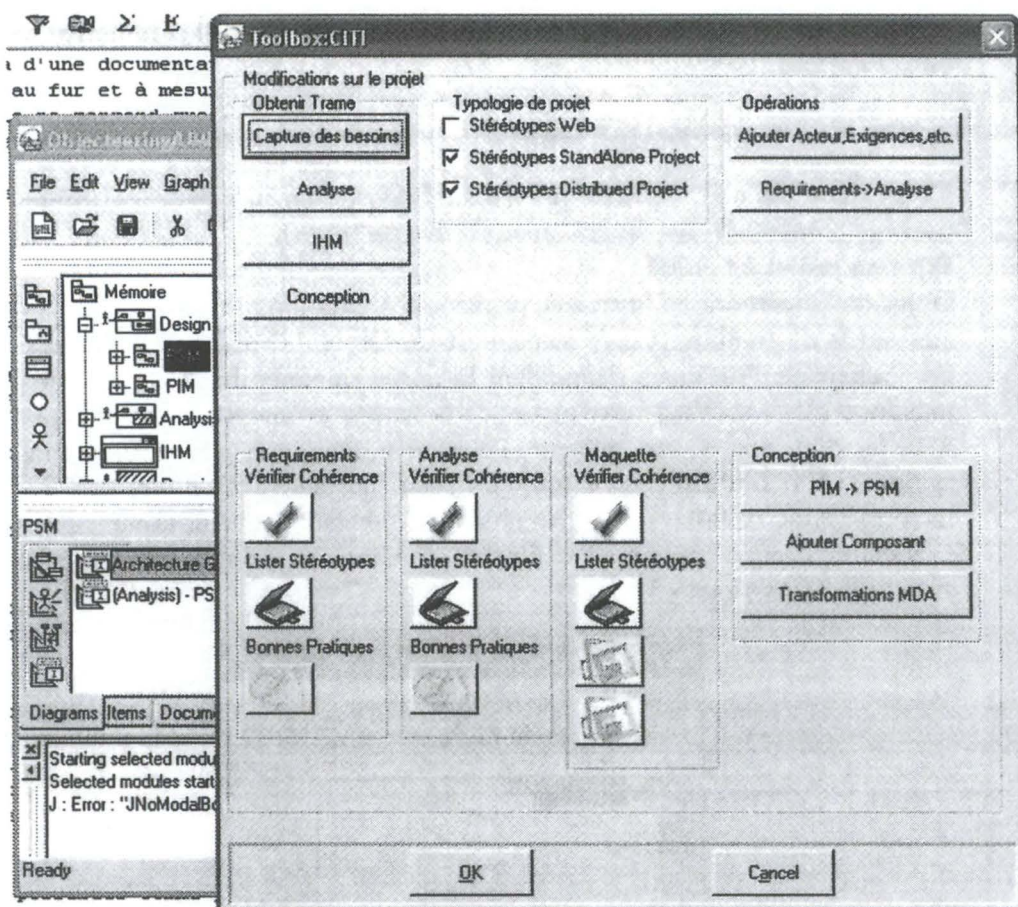 Σ E
d'une documenta
au fur et à mesu
Toolbox:CITI
Modifications sur le projet
Obtenir Trame
Capture des besoins
Analyse
IHM
Conception
Typologie de projet
Stéréotypes Web
Stéréotypes StandAlone Project
Stéréotypes Distribued Project
Opérations
Ajouter Acteur,Exigences,etc.
Requirements->Analyse
File Edit View Graph
Mémoire
Design
PIM
Analysis
IHM
PSM
Architecture G
(Analysis) - PS
Diagrams Items Docum
Starting selected modu
Selected modules start
J : Error : "JNoModalBo
Ready
Requirements
Vérifier Cohérence
Lister Stéréotypes
Bonnes Pratiques
Analyse
Vérifier Cohérence
Lister Stéréotypes
Bonnes Pratiques
Maquette
Vérifier Cohérence
Lister Stéréotypes
Conception
PIM -> PSM
Ajouter Composant
Transformations MDA
OK
Cancel